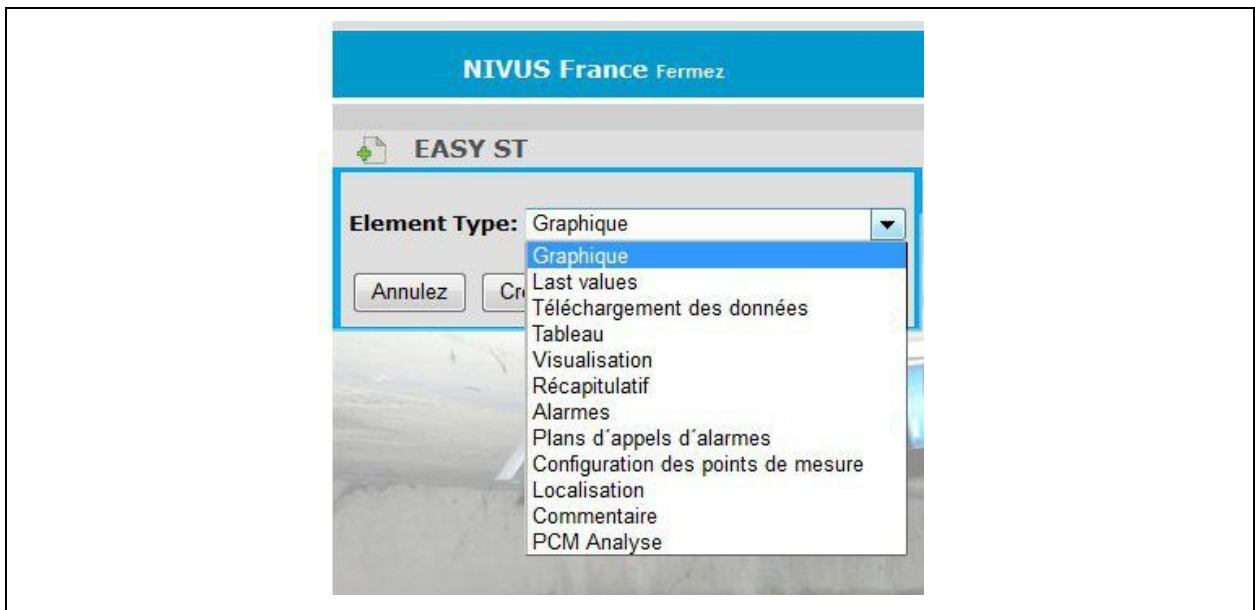 NIVUS France Fermez
EASY ST
Element Type: Graphique
Graphique
Last values
Téléchargement des données
Tableau
Visualisation
Récapitulatif
Alarmes
Plans d´appels d´alarmes
Configuration des points de mesure
Localisation
Commentaire
PCM Analyse
Annulez